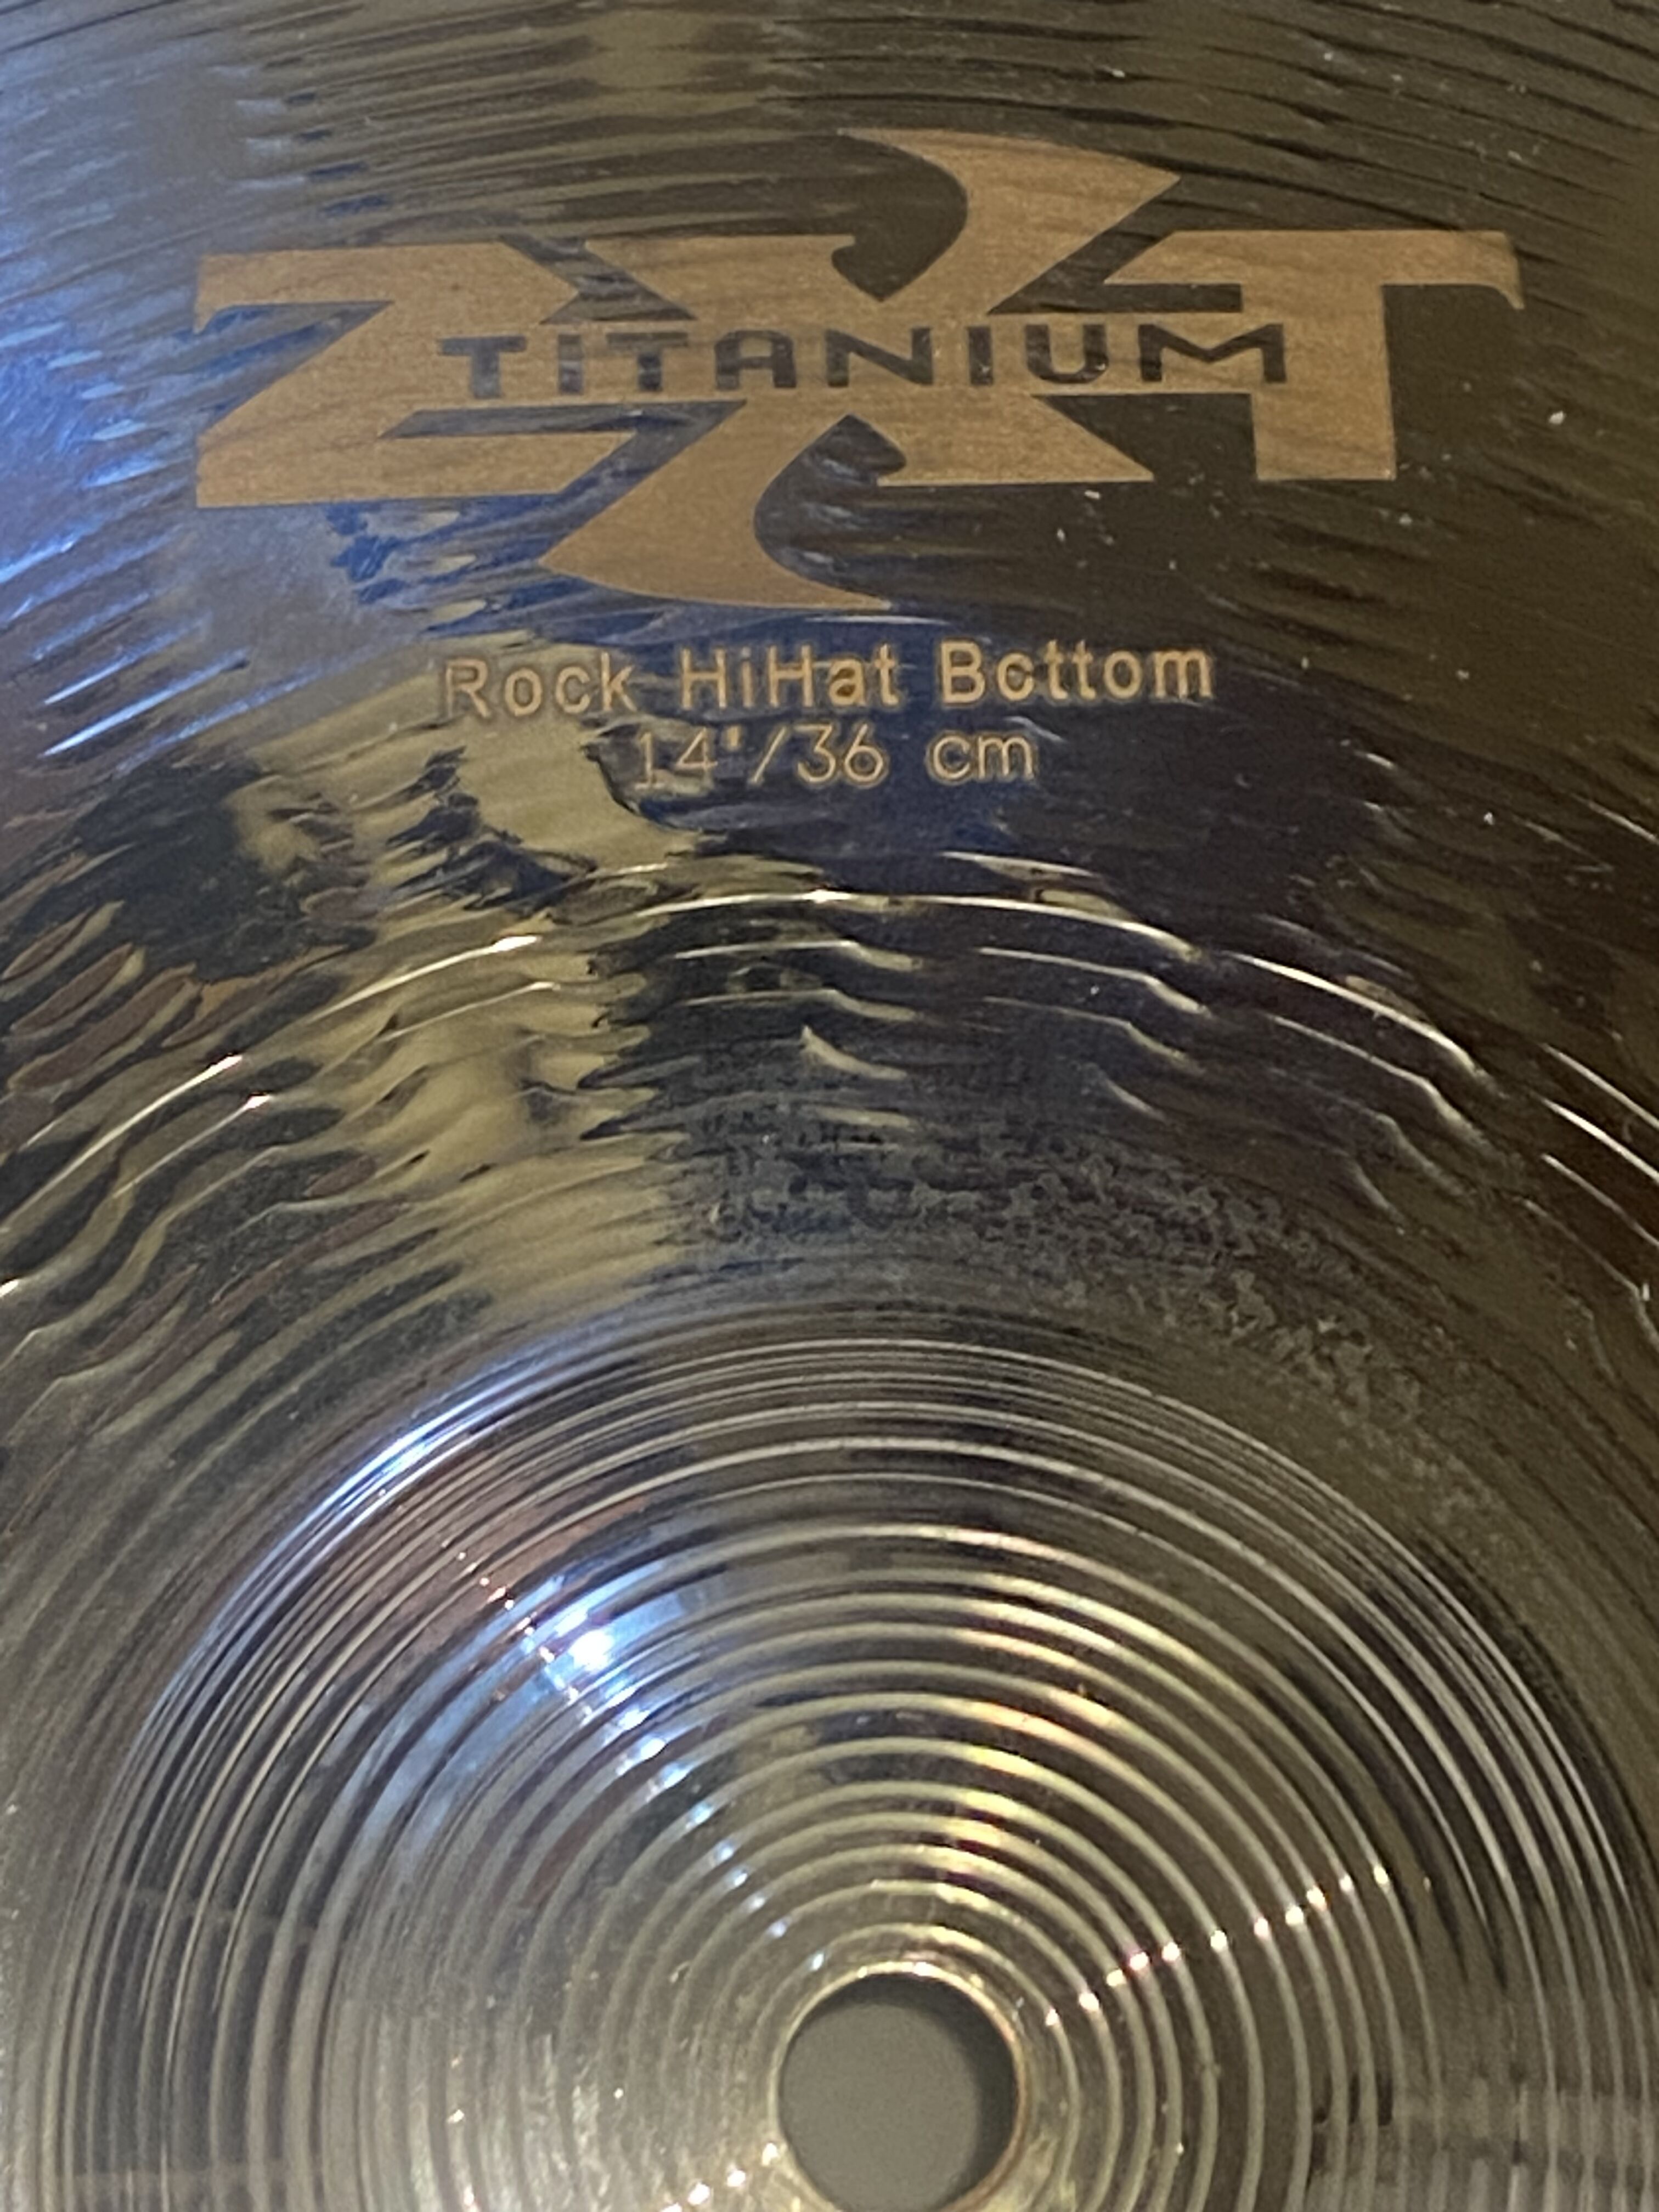 ZXT
TITANIUM
Rock HiHat Bottom
14"/36 cm